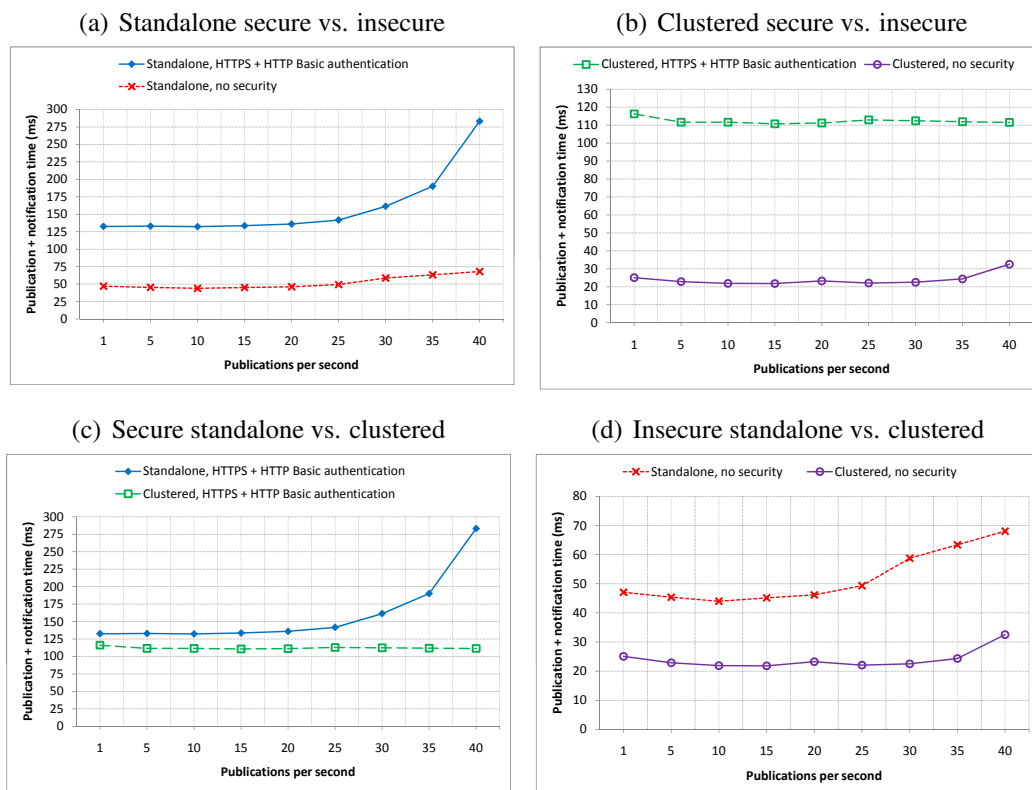 (a) Standalone secure vs. insecure
Standalone, HTTPS + HTTP Basic authentication
Standalone, no security
Publication + notification time (ms)
300
275
250
225
200
175
150
125
100
75
50
25
0
1 5 10 15 20 25 30 35 40
Publications per second
(b) Clustered secure vs. insecure
Clustered, HTTPS + HTTP Basic authentication Clustered, no security
Publication + notification time (ms)
130
120
110
100
90
80
70
60
50
40
30
20
10
0
1 5 10 15 20 25 30 35 40
Publications per second
(c) Secure standalone vs. clustered
Standalone, HTTPS + HTTP Basic authentication
Clustered, HTTPS + HTTP Basic authentication
Publication + notification time (ms)
300
275
250
225
200
175
150
125
100
75
50
25
0
1 5 10 15 20 25 30 35 40
Publications per second
(d) Insecure standalone vs. clustered
Standalone, no security Clustered, no security
Publication + notification time (ms)
80
70
60
50
40
30
20
10
0
1 5 10 15 20 25 30 35 40
Publications per second